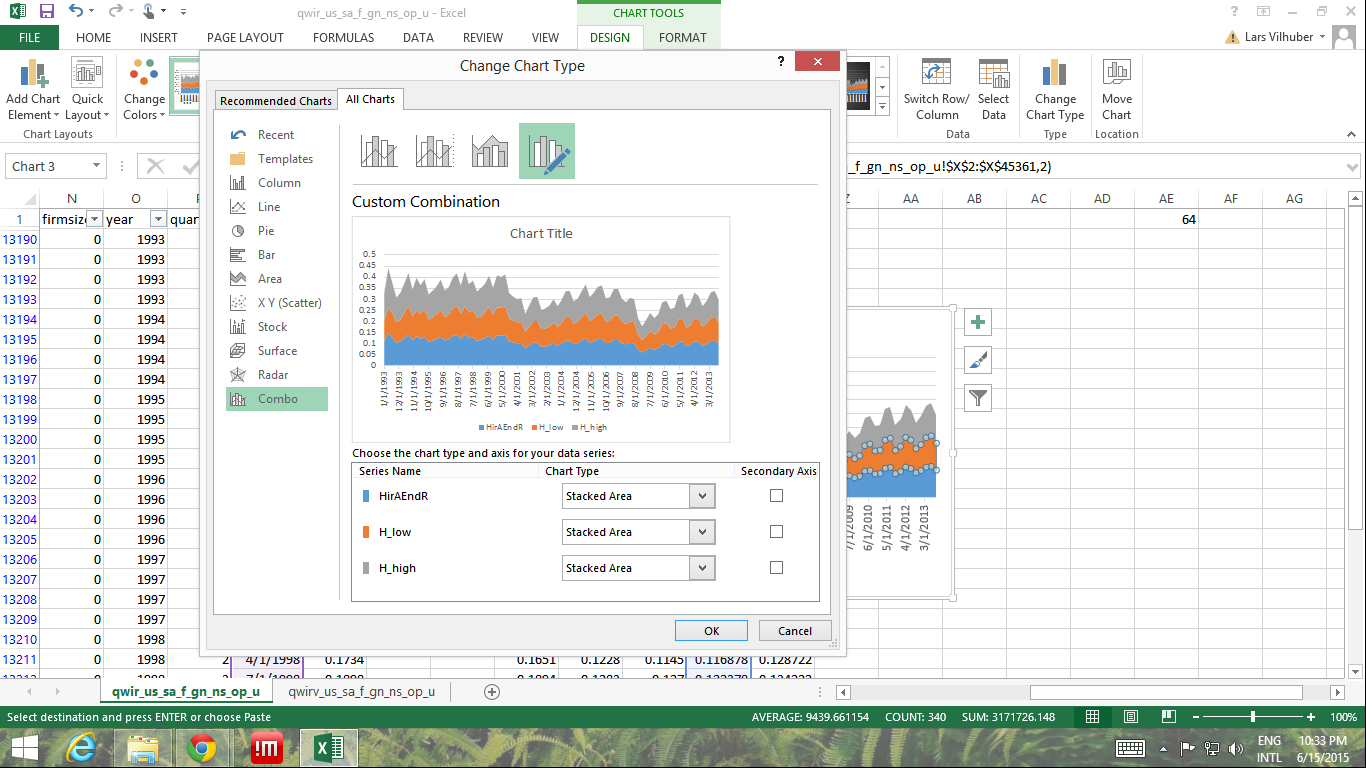 qwir_us_sa_f_gn_ns_op_u - Excel
CHART TOOLS
FILE HOME INSERT PAGE LAYOUT FORMULAS DATA REVIEW VIEW DESIGN FORMAT
Lars Vilhuber
Add Chart Element
Quick Layout
Change Colors
Chart Layouts
Switch Row/ Column
Select Data
Change Chart Type
Move Chart
Data
Type
Location
Chart 3
_f_gn_ns_op_u!$X$2:$X$45361,2)
N O AA AB AC AD AE AF AG
1 firmsize year 64
13190 0 1993
13191 0 1993
13192 0 1993
13193 0 1993
13194 0 1994
13195 0 1994
13196 0 1994
13197 0 1994
13198 0 1995
13199 0 1995
13200 0 1995
13201 0 1995
13202 0 1996
13203 0 1996
13204 0 1996
13205 0 1996
13206 0 1997
13207 0 1997
13208 0 1997
13209 0 1997
13210 0 1998
13211 0 1998 2 4/1/1998 0.1734 0.1651 0.1228 0.1145 0.116878 0.128722
Change Chart Type
?
Recommended Charts
All Charts
Recent
Templates
Column
Line
Pie
Bar
Area
X Y (Scatter)
Stock
Surface
Radar
Combo
Custom Combination
Chart Title
0.5
0.45
0.4
0.35
0.3
0.25
0.2
0.15
0.1
0.05
0
1/1/1993
12/1/1993
11/1/1994
10/1/1995
9/1/1996
8/1/1997
7/1/1998
6/1/1999
5/1/2000
4/1/2001
3/1/2002
2/1/2003
1/1/2004
12/1/2004
11/1/2005
10/1/2006
9/1/2007
8/1/2008
7/1/2009
6/1/2010
5/1/2011
4/1/2012
3/1/2013
HirAEndR H_low H_high
Choose the chart type and axis for your data series:
Series Name Chart Type Secondary Axis
HirAEndR Stacked Area
H_low Stacked Area
H_high Stacked Area
OK Cancel
6/1/2010
5/1/2011
4/1/2012
3/1/2013
qwir_us_sa_f_gn_ns_op_u
qwirv_us_sa_f_gn_ns_op_u
Select destination and press ENTER or choose Paste
AVERAGE: 9439.661154 COUNT: 340 SUM: 3171726.148
100%
ENG
INTL
10:33 PM
6/15/2015